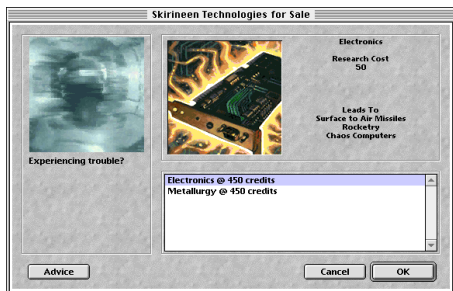 Skirineen Technologies for Sale
Electronics
Research Cost
50
Leads To
Surface to Air Missiles
Rocketry
Chaos Computers
Experiencing trouble?
Electronics @ 450 credits
Metallurgy @ 450 credits
Advice
Cancel
OK